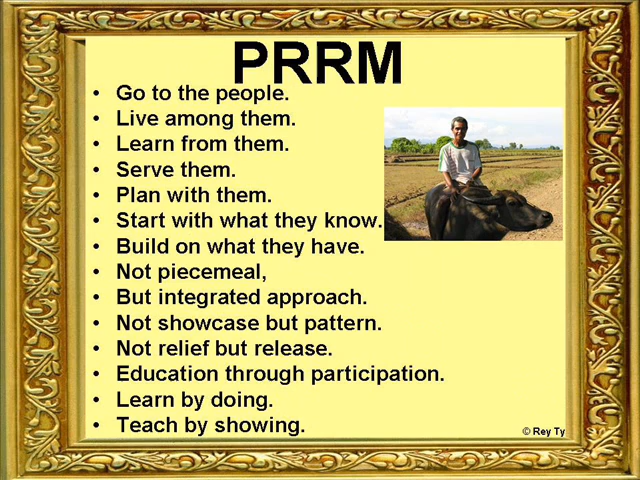 PRRM
• Go to the people.
• Live among them.
• Learn from them.
• Serve them.
• Plan with them.
• Start with what they know.
• Build on what they have.
• Not piecemeal,
• But integrated approach.
• Not showcase but pattern.
• Not relief but release.
• Education through participation.
• Learn by doing.
• Teach by showing.
© Rey Ty